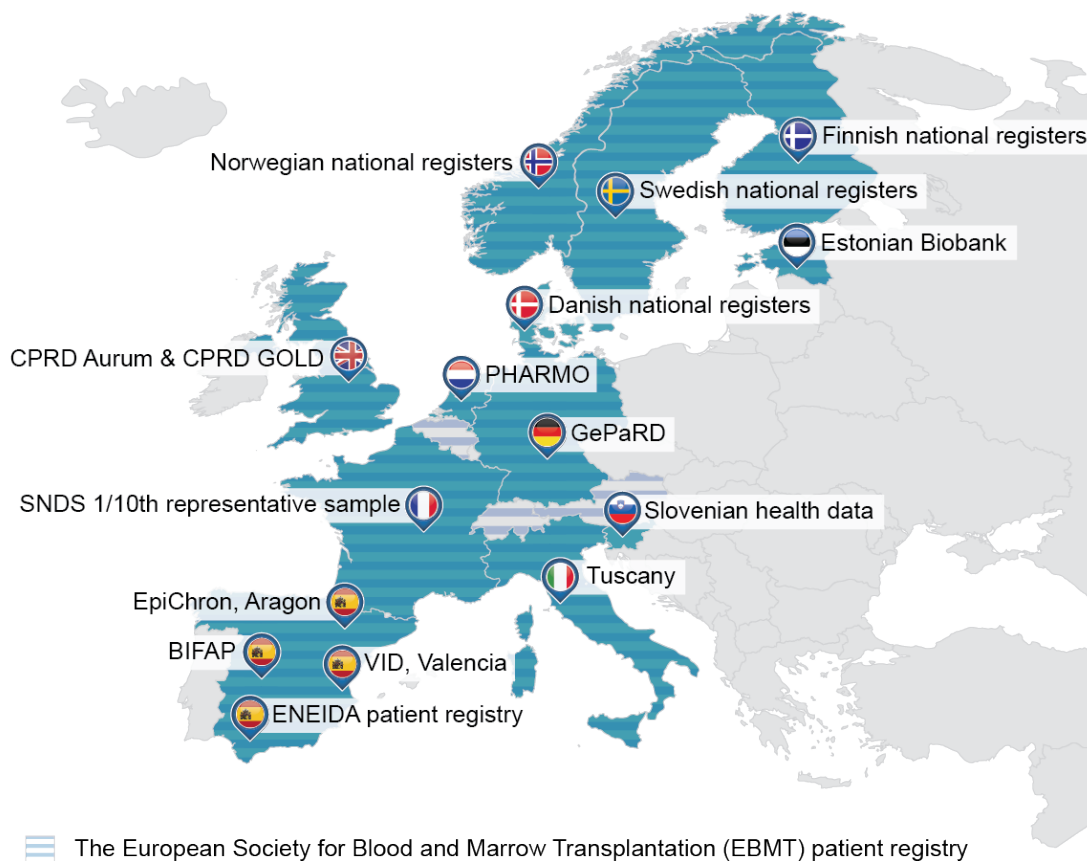 Finnish national registers
Norwegian national registers
Swedish national registers
Estonian Biobank
Danish national registers
CPRD Aurum & CPRD GOLD
PHARMO
GePaRD
SNDS 1/10th representative sample
Slovenian health data
Tuscany
EpiChron, Aragon
BIFAP
VID, Valencia
ENEIDA patient registry
The European Society for Blood and Marrow Transplantation (EBMT) patient registry